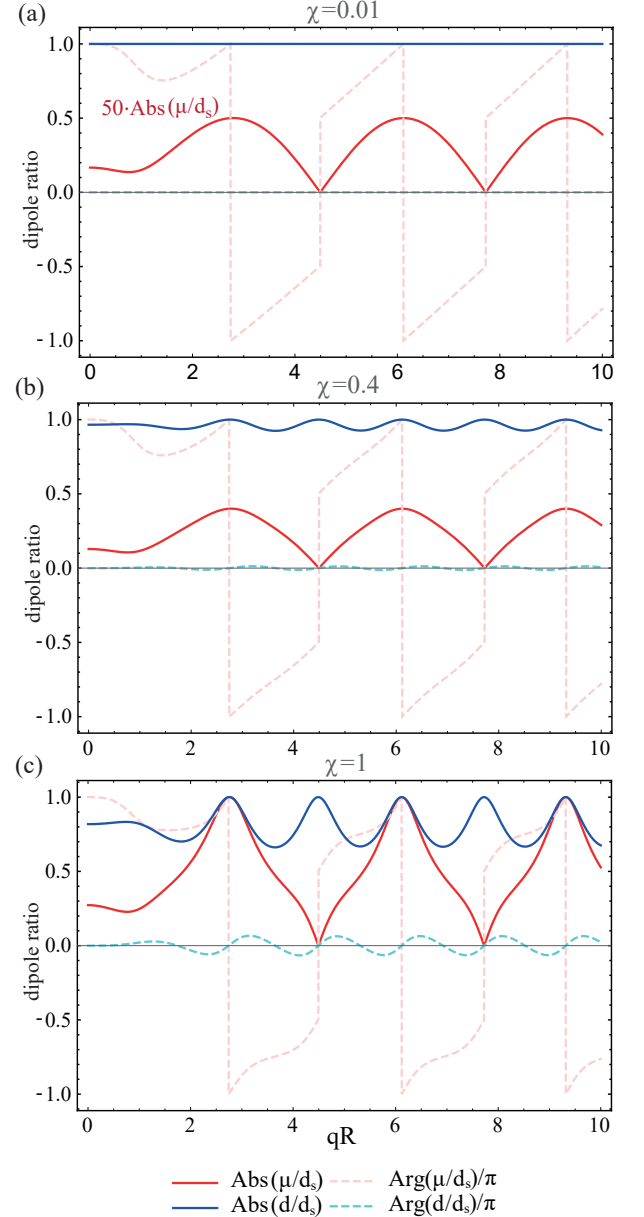 (a)
χ=0.01
1.0
50·Abs(μ/dₛ)
0.5
0.0
-0.5
-1.0
dipole ratio
0 2 4 6 8 10
(b)
χ=0.4
1.0
0.5
0.0
-0.5
-1.0
dipole ratio
0 2 4 6 8 10
(c)
χ=1
1.0
0.5
0.0
-0.5
-1.0
dipole ratio
0 2 4 6 8 10
qR
Abs(μ/dₛ) Arg(μ/dₛ)/π
Abs(d/dₛ) Arg(d/dₛ)/π